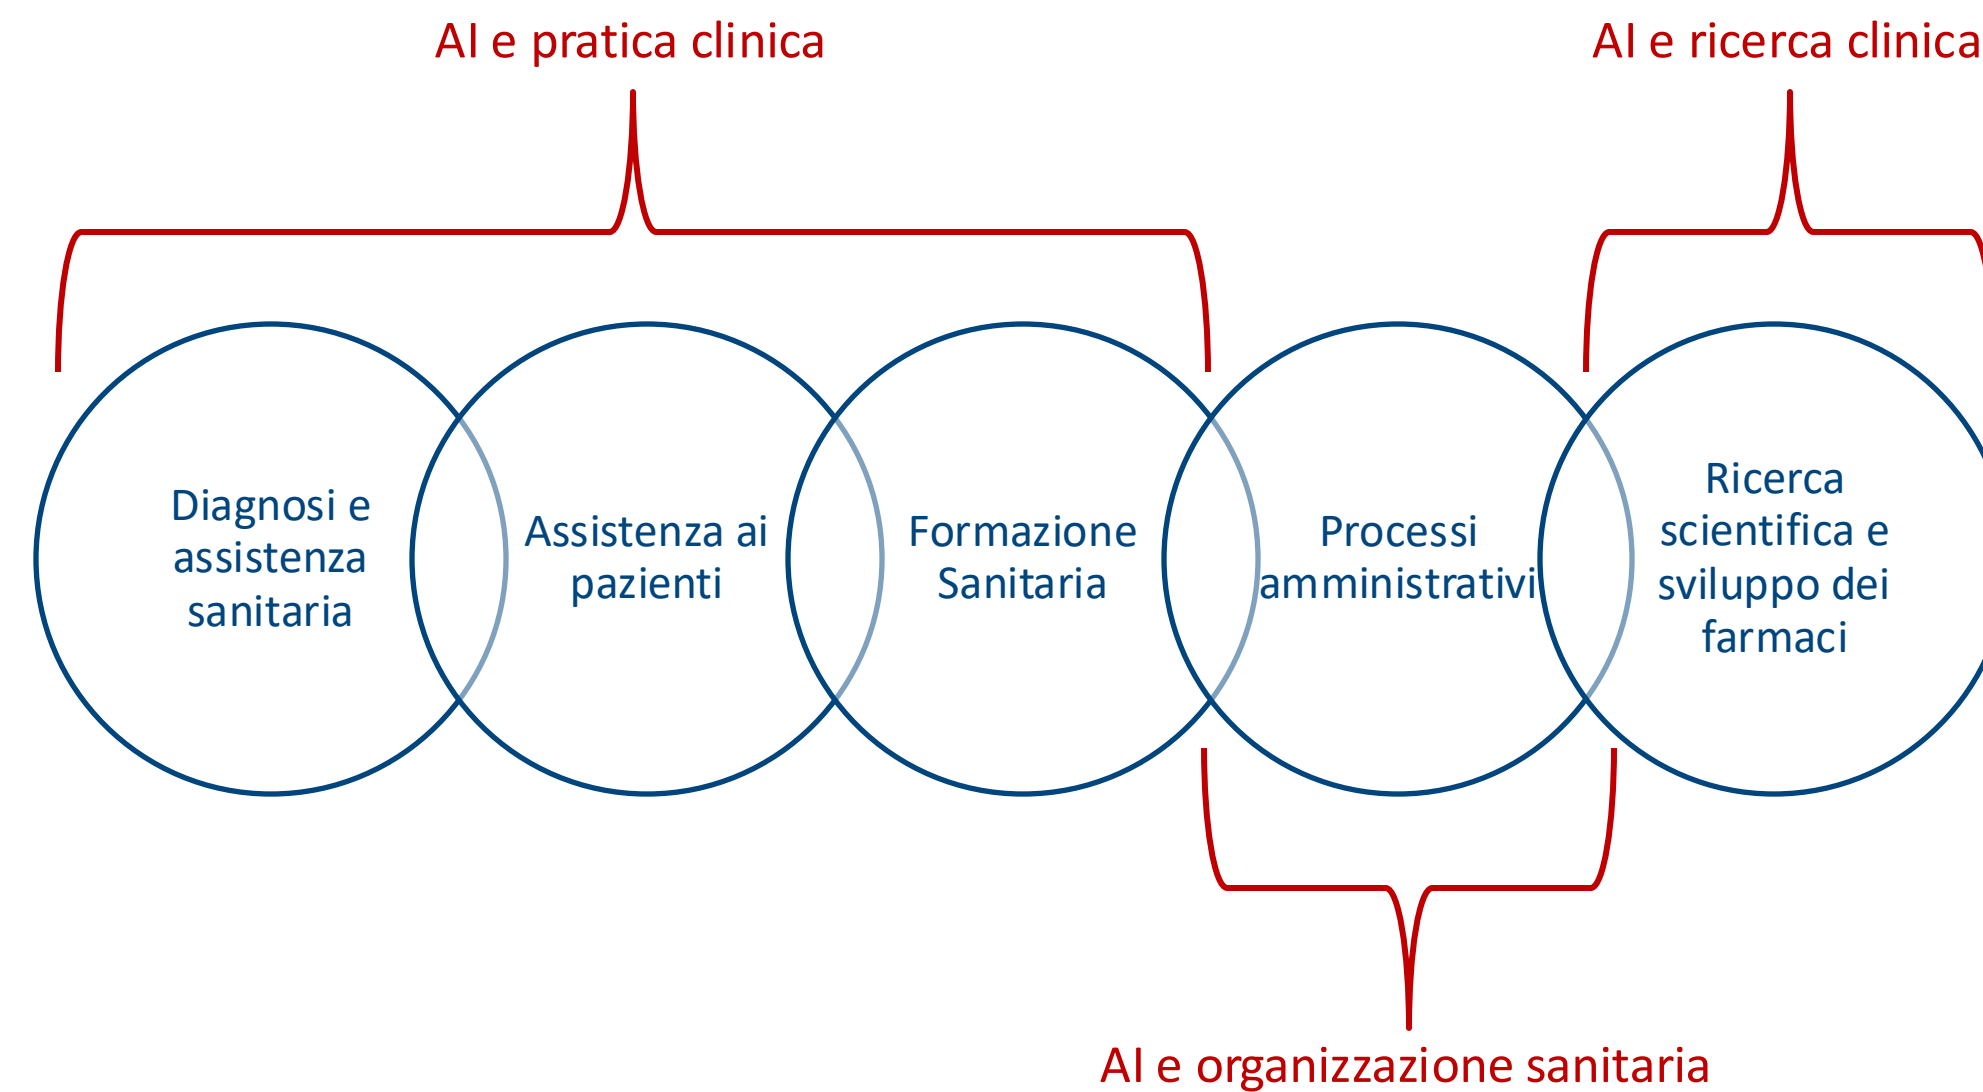 AI e pratica clinica
AI e ricerca clinica
Diagnosi e
assistenza
sanitaria
Assistenza ai
pazienti
Formazione
Sanitaria
Processi
amministrativi
Ricerca
scientifica e
sviluppo dei
farmaci
AI e organizzazione sanitaria